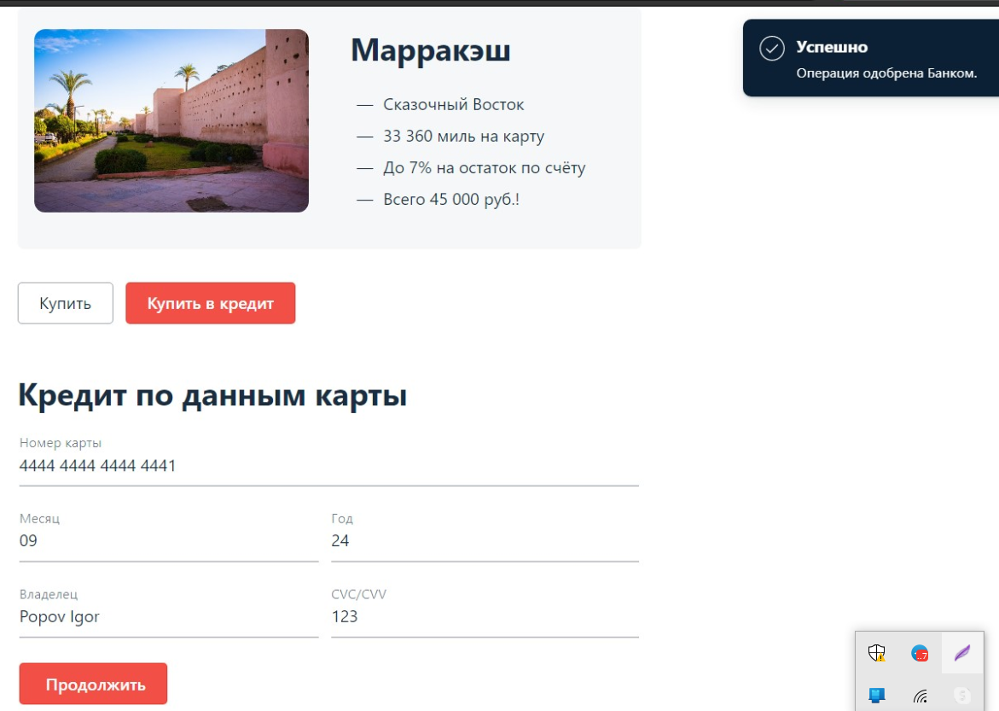 Марракэш
— Сказочный Восток
— 33 360 миль на карту
— До 7% на остаток по счёту
— Всего 45 000 руб.!
Успешно
Операция одобрена Банком.
Купить
Купить в кредит
Кредит по данным карты
Номер карты
4444 4444 4444 4441
Месяц
09
Год
24
Владелец
Popov Igor
CVC/CVV
123
Продолжить